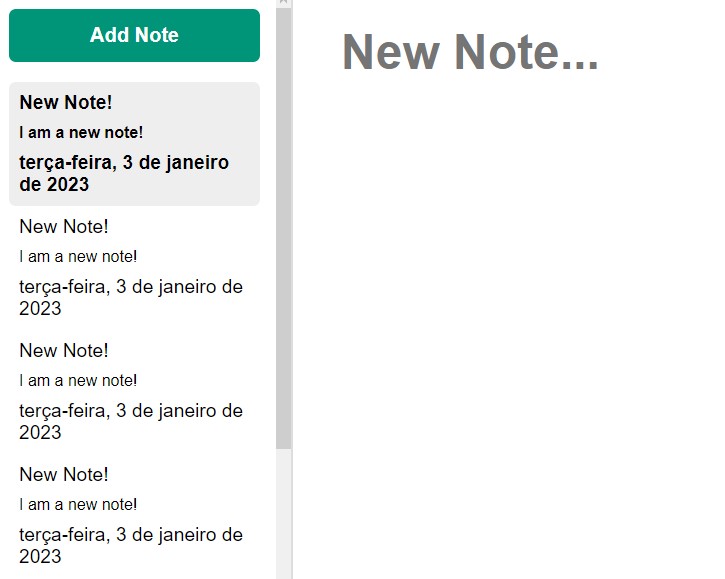 Add Note
New Note...
New Note!
I am a new note!
terça-feira, 3 de janeiro
de 2023
New Note!
I am a new note!
terça-feira, 3 de janeiro de
2023
New Note!
I am a new note!
terça-feira, 3 de janeiro de
2023
New Note!
I am a new note!
terça-feira, 3 de janeiro de
2023